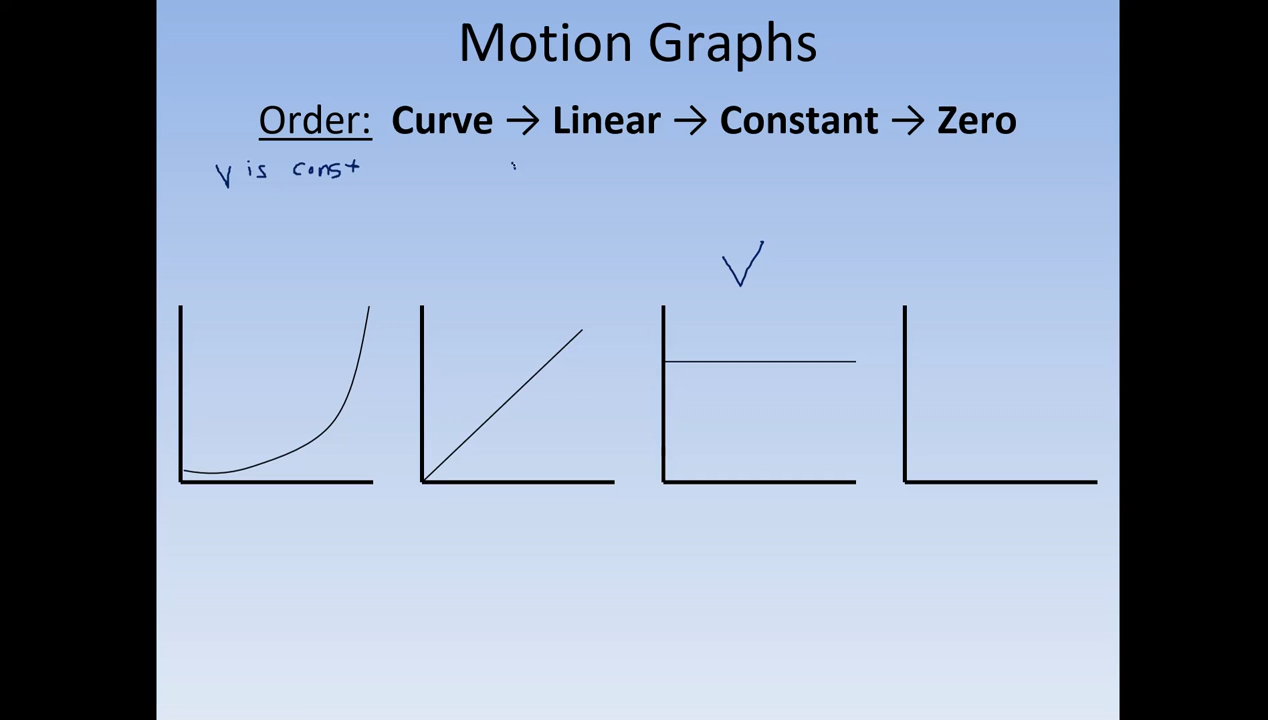 Motion Graphs
Order: Curve → Linear → Constant → Zero
V is const
V